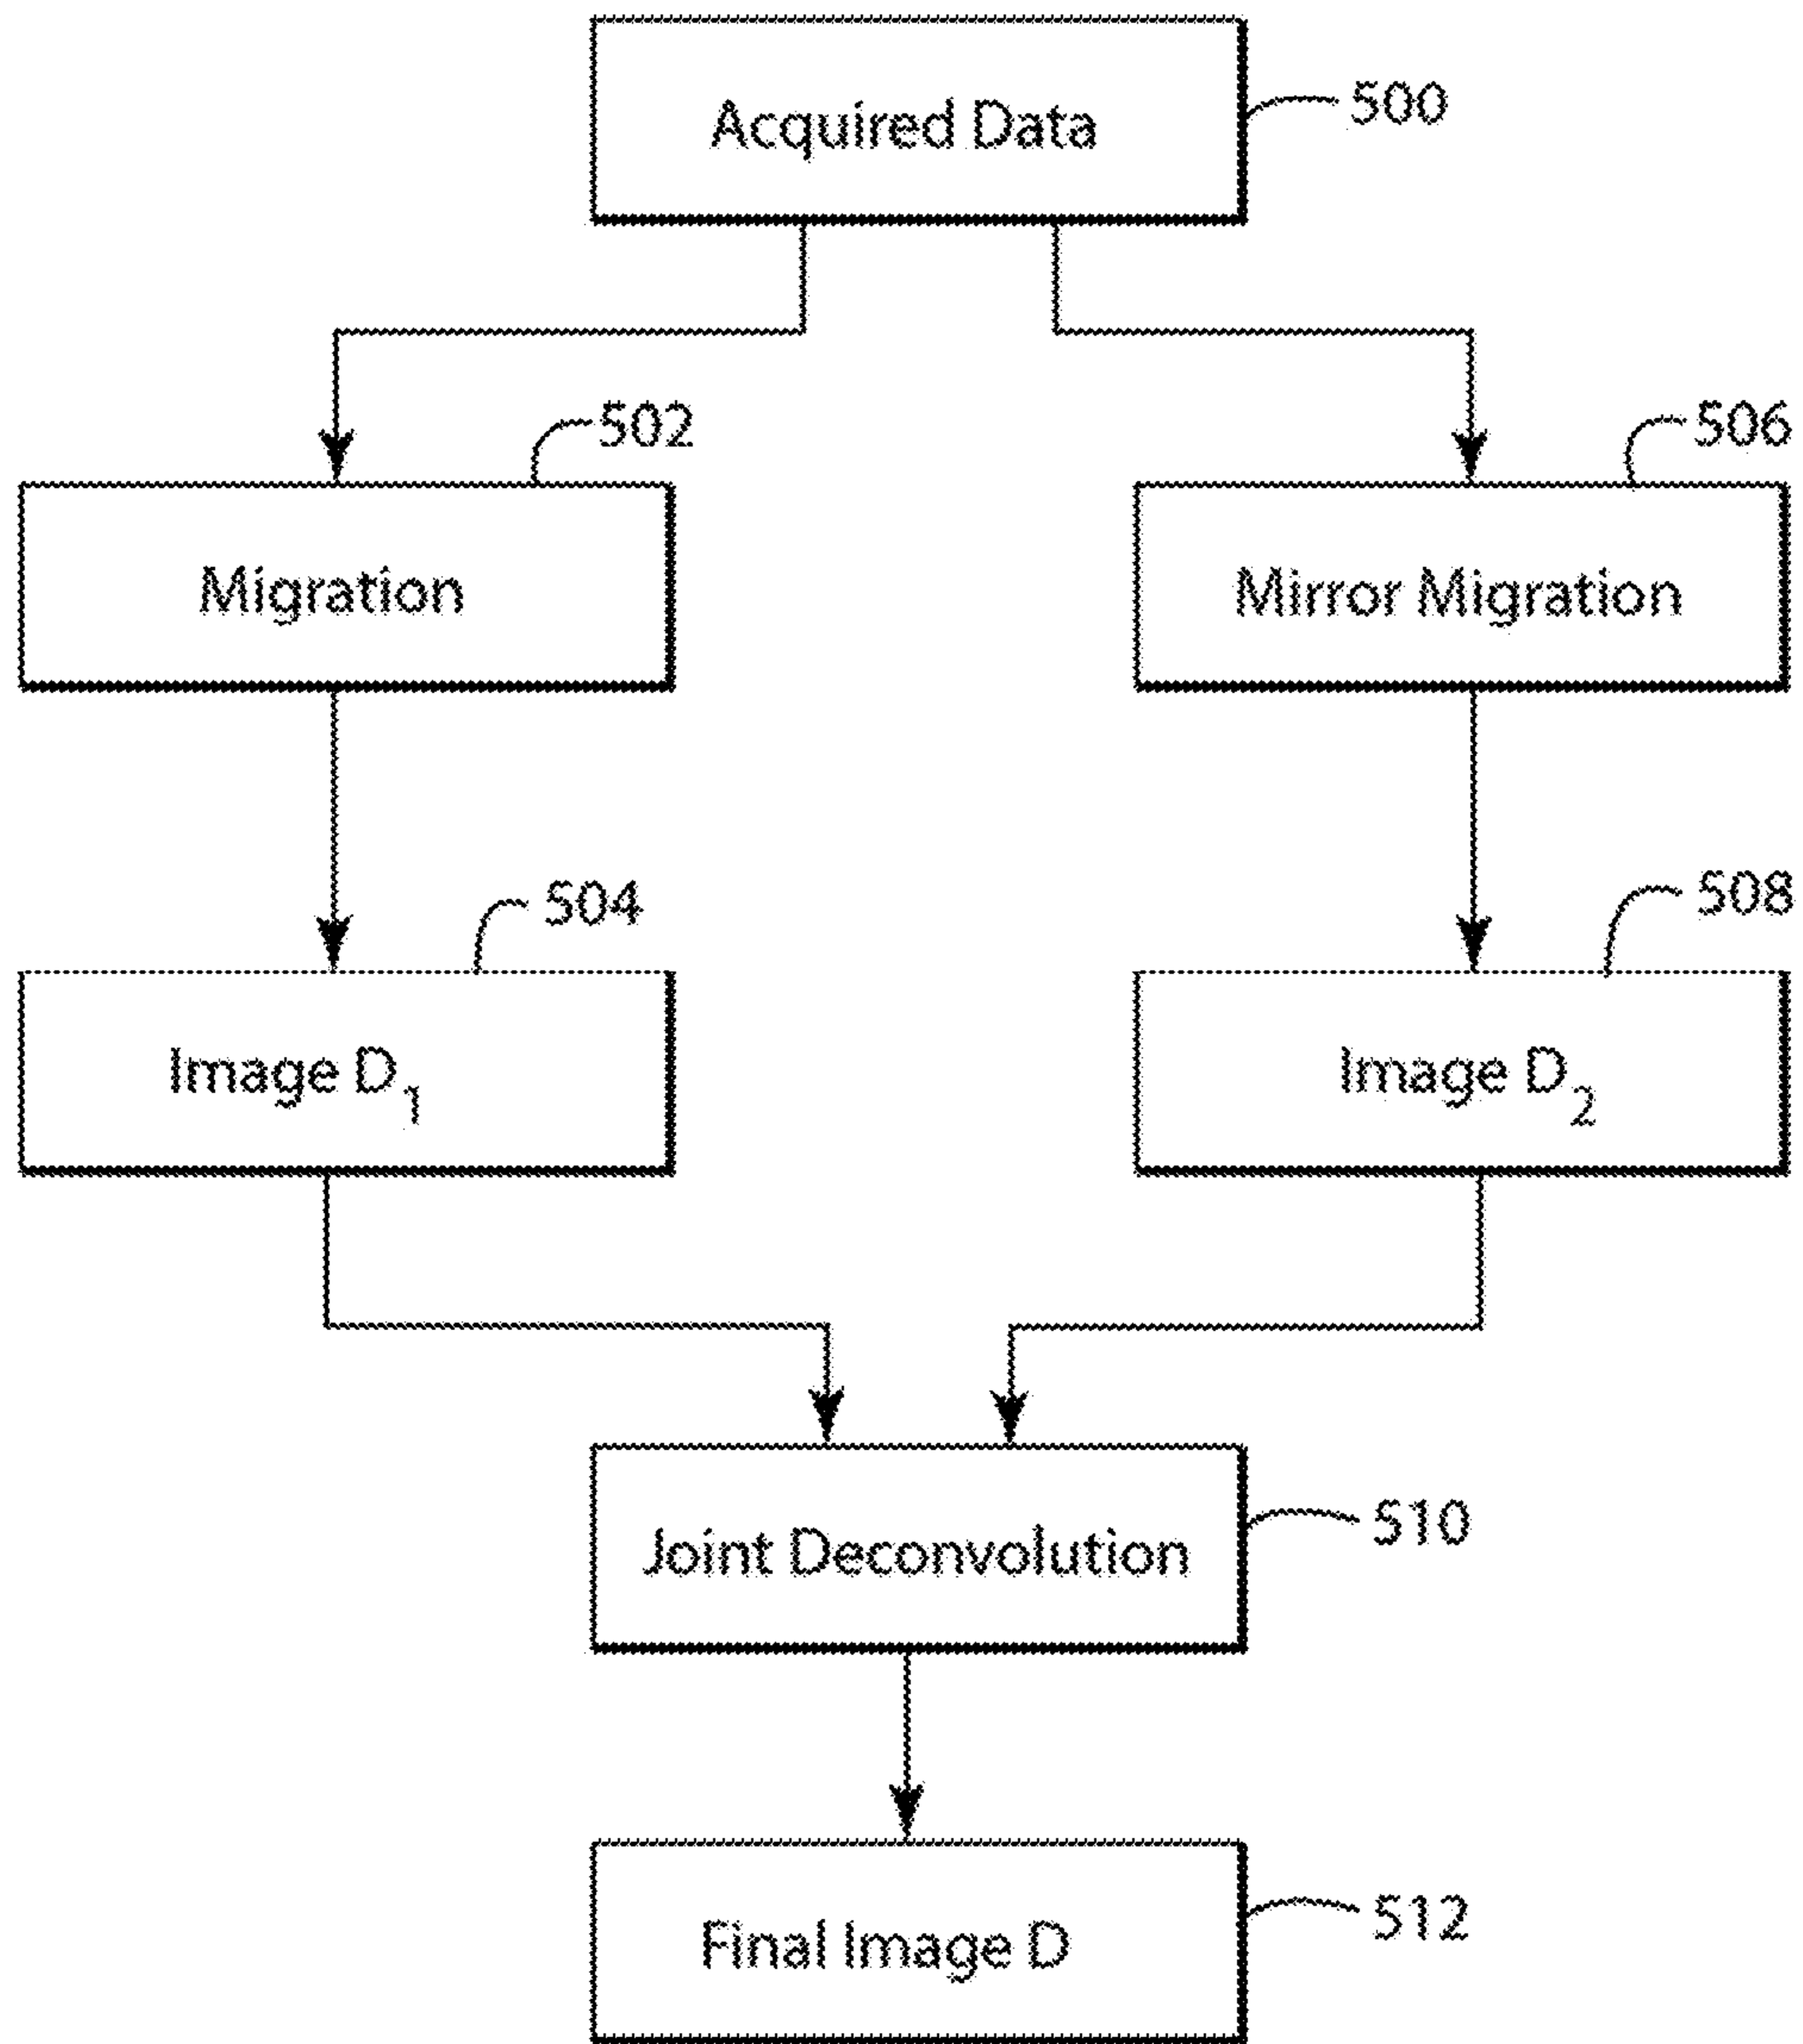 Acquired Data
500
502
506
Migration
Mirror Migration
504
508
Image D1
Image D2
Joint Deconvolution
510
Final Image D
512